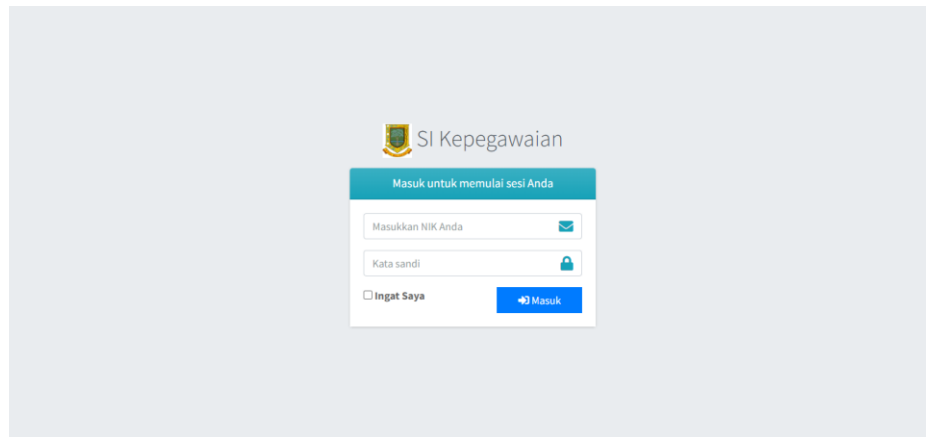 SI Kepegawaian
Masuk untuk memulai sesi Anda
Masukkan NIK Anda
Kata sandi
Ingat Saya
Masuk